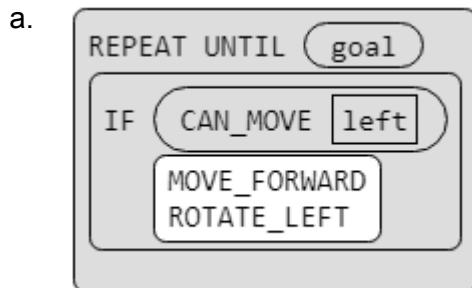 a.
REPEAT UNTIL goal
IF CAN_MOVE left
MOVE_FORWARD
ROTATE_LEFT